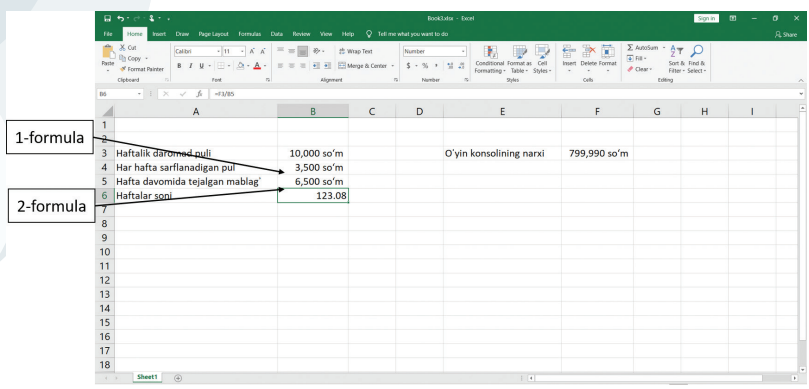 Book3.xlsx - Excel
Sign in
File Home Insert Draw Page Layout Formulas Data Review View Help Tell me what you want to do
Share
Paste
Cut
Copy
Format Painter
Clipboard
Calibri 11
B I U
Font
Wrap Text
Merge & Center
Alignment
Number
$ % ,
Number
Conditional Formatting
Format as Table
Cell Styles
Styles
Insert Delete Format
Cells
AutoSum
Fill
Clear
Sort & Filter
Find & Select
Editing
B6 fx =F3/B5
A B C D E F G H I
1
2
3 Haftalik daromad puli 10,000 so'm O'yin konsolining narxi 799,990 so'm
4 Har hafta sarflanadigan pul 3,500 so'm
5 Hafta davomida tejalgan mablag` 6,500 so'm
6 Haftalar soni 123.08
7
8
9
10
11
12
13
14
15
16
17
18
Sheet1
1-formula
2-formula